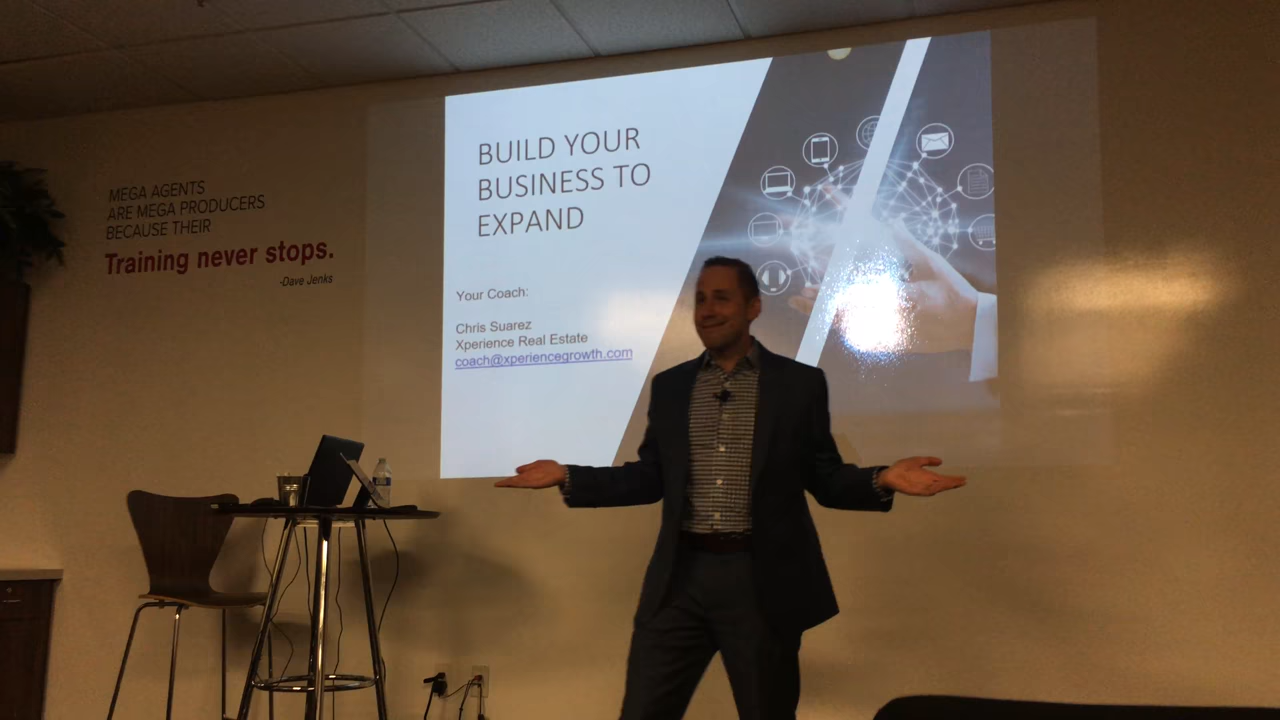 MEGA AGENTS
ARE MEGA PRODUCERS
BECAUSE THEIR
Training never stops.
-Dave Jenks
BUILD YOUR
BUSINESS TO
EXPAND
Your Coach:
Chris Suarez
Xperience Real Estate
coach@xperiencegrowth.com